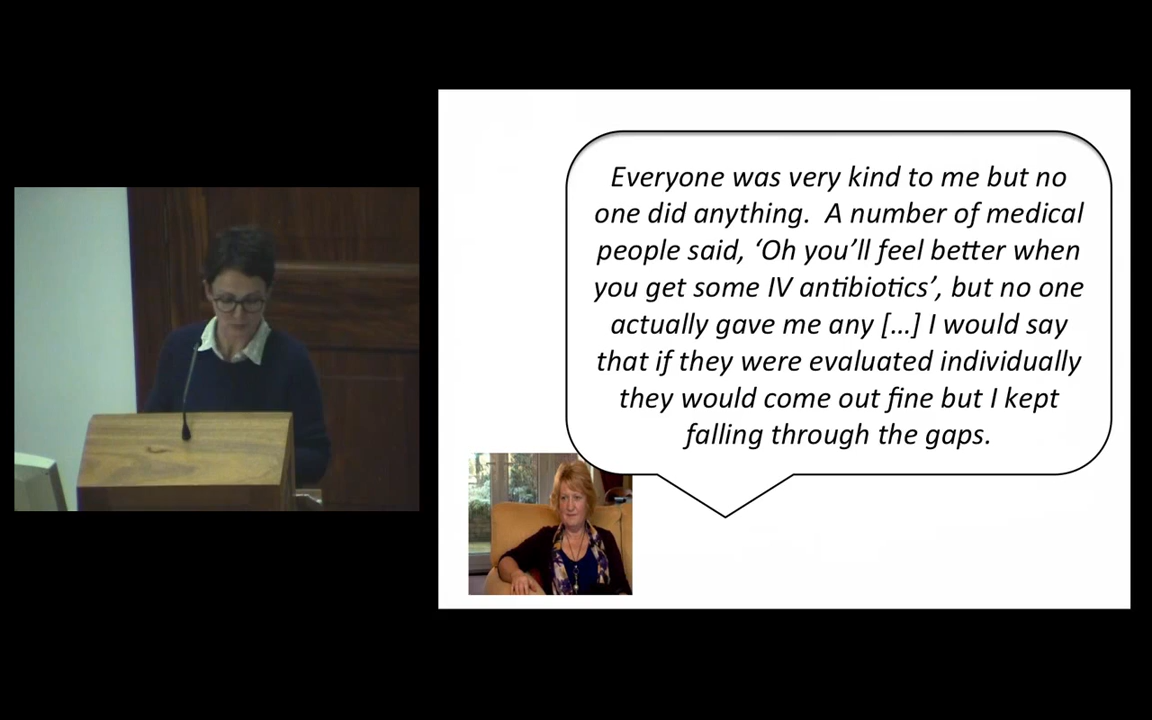 Everyone was very kind to me but no
one did anything.  A number of medical
people said, ‘Oh you’ll feel better when
you get some IV antibiotics’, but no one
actually gave me any […] I would say
that if they were evaluated individually
they would come out fine but I kept
falling through the gaps.